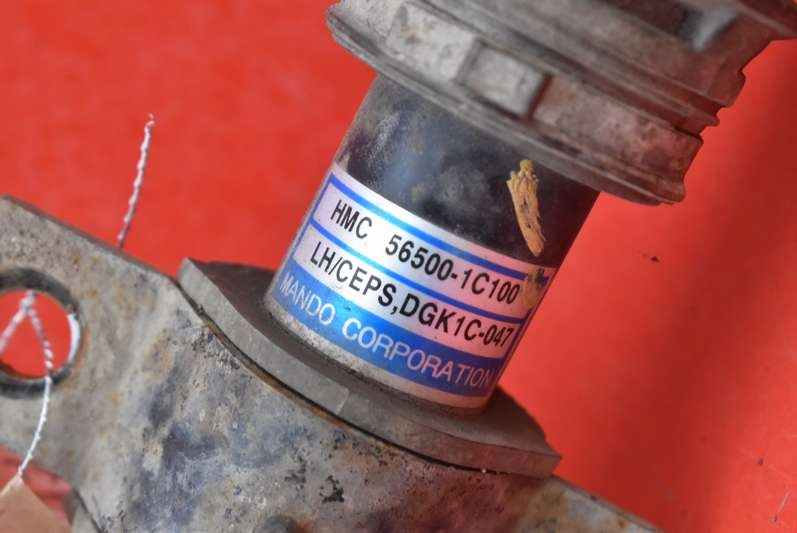 HMC 56500-1C100
LH/CEPS,DGK1C-047
MANDO CORPORATION